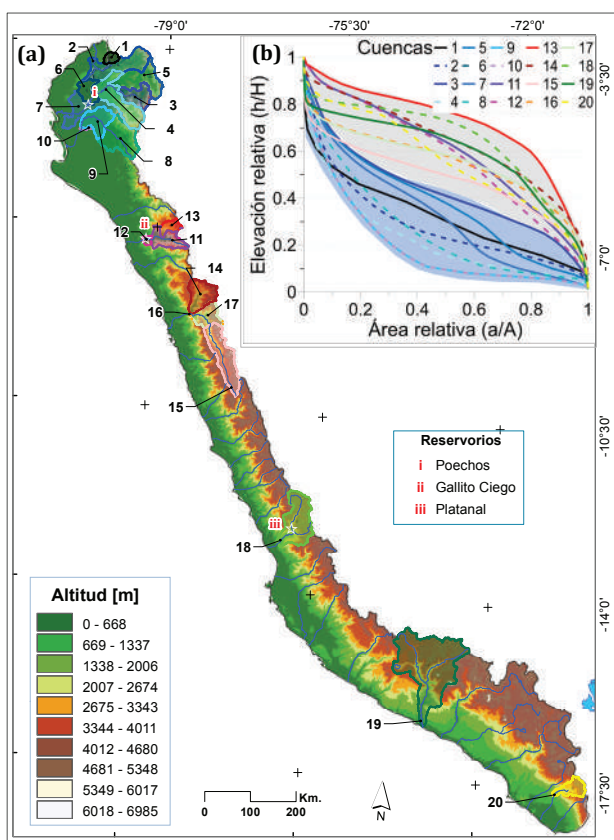 -79°0' -75°30' -72°0'
(a)
(b)
Cuencas
1 5 9 13 17
2 6 10 14 18
3 7 11 15 19
4 8 12 16 20
Elevación relativa (h/H)
1
0.8
0.6
0.4
0.2
0
0 0.2 0.4 0.6 0.8 1
Área relativa (a/A)
-3°30'
-7°0'
-10°30'
-14°0'
-17°30'
2 1
6 5
i
7 3
4
10 8
9
ii 13
12 11
14
16 17
15
iii
18
19
20
Reservorios
i Poechos
ii Gallito Ciego
iii Platanal
Altitud [m]
0 - 668
669 - 1337
1338 - 2006
2007 - 2674
2675 - 3343
3344 - 4011
4012 - 4680
4681 - 5348
5349 - 6017
6018 - 6985
0 100 200 Km.
N